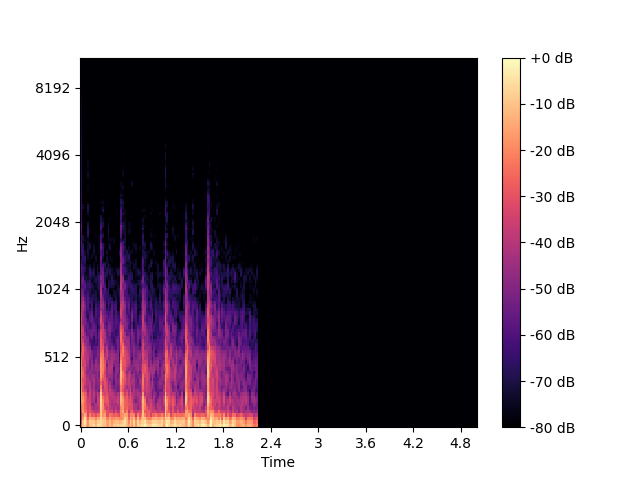 +0 dB
8192
-10 dB
4096
-20 dB
-30 dB
2048
Hz
-40 dB
1024
-50 dB
512
-60 dB
-70 dB
0
-80 dB
0 0.6 1.2 1.8 2.4 3 3.6 4.2 4.8
Time